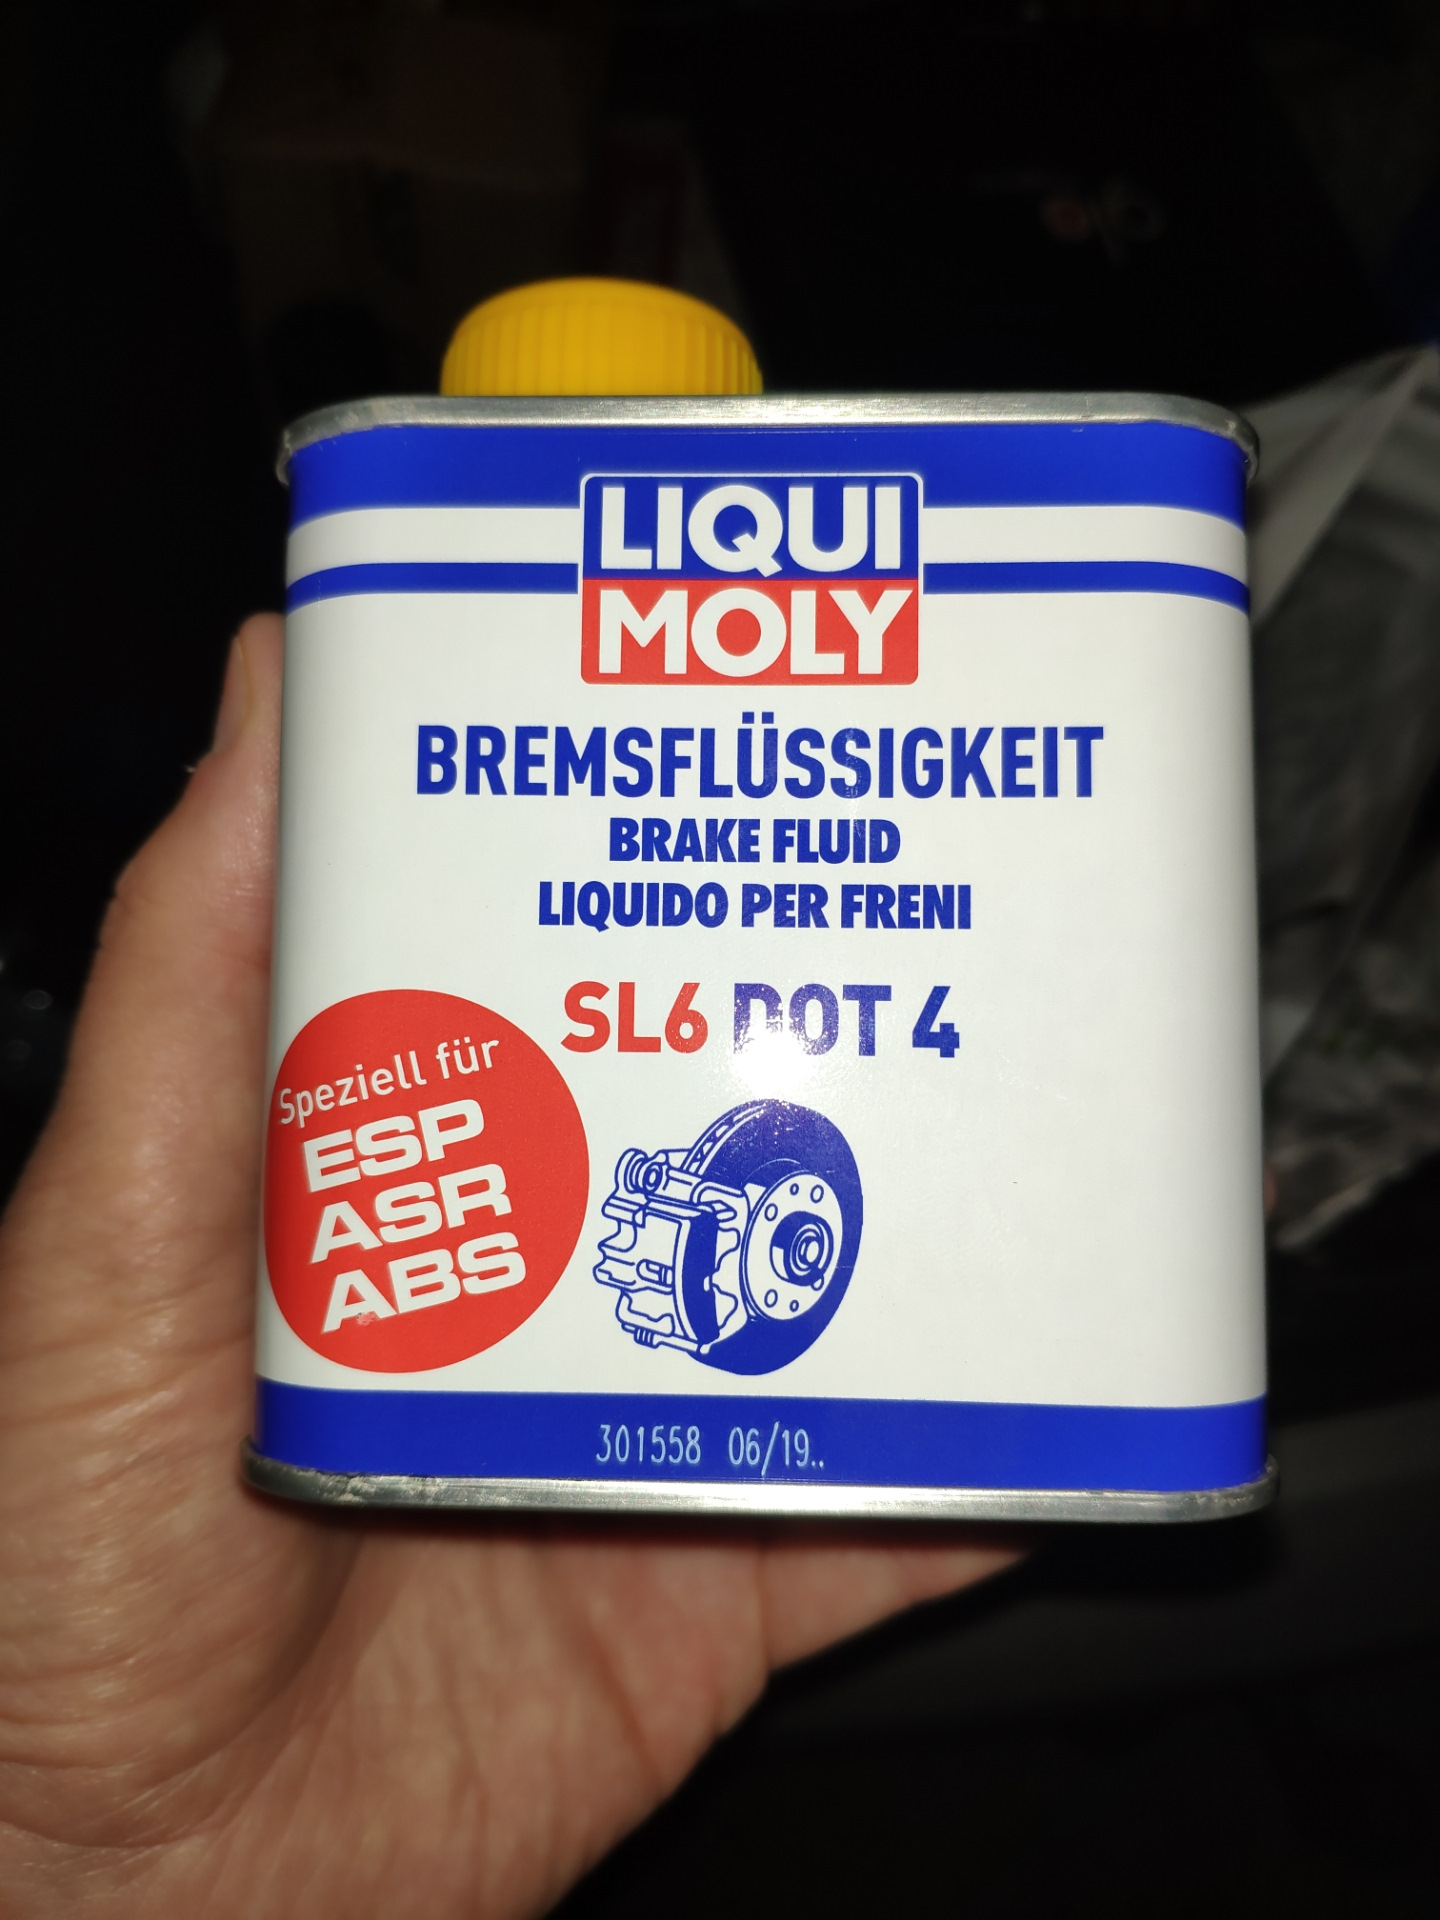 LIQUI
MOLY
BREMSFLÜSSIGKEIT
BRAKE FLUID
LIQUIDO PER FRENI
SL6 DOT 4
Speziell für
ESP
ASR
ABS
301558 06/19..